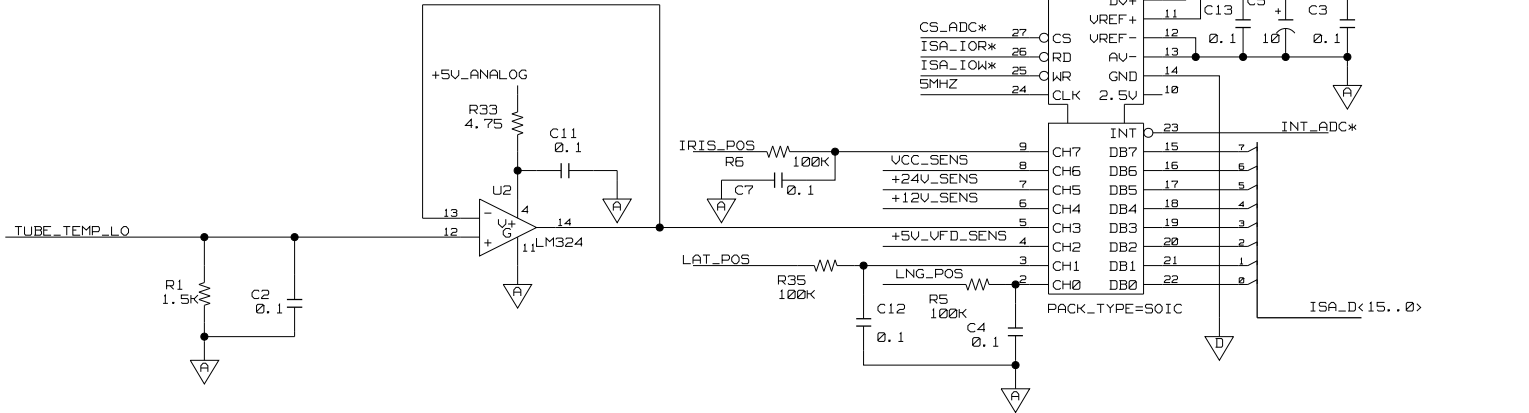 C13
C5
C3
+
0.1
10
0.1
A
VREF+
11
VREF-
12
AV-
13
GND
14
2.5V
10
CS_ADC*
27
CS
ISA_IOR*
26
RD
ISA_IOW*
25
WR
5MHZ
24
CLK
+5V_ANALOG
R33
4.75
C11
0.1
A
U2
13
-
4
V+
G
14
12
+
11
LM324
A
TUBE_TEMP_LO
R1
1.5K
C2
0.1
A
IRIS_POS
R6
100K
C7
0.1
A
9
CH7
VCC_SENS
8
CH6
+24V_SENS
7
CH5
+12V_SENS
6
CH4
5
CH3
+5V_VFD_SENS
4
CH2
LAT_POS
R35
100K
3
CH1
LNG_POS
R5
100K
2
CH0
C12
0.1
C4
0.1
A
INT
23
INT_ADC*
DB7
15
7
DB6
16
6
DB5
17
5
DB4
18
4
DB3
19
3
DB2
20
2
DB1
21
1
DB0
22
0
PACK_TYPE=SOIC
ISA_D<15..0>
D